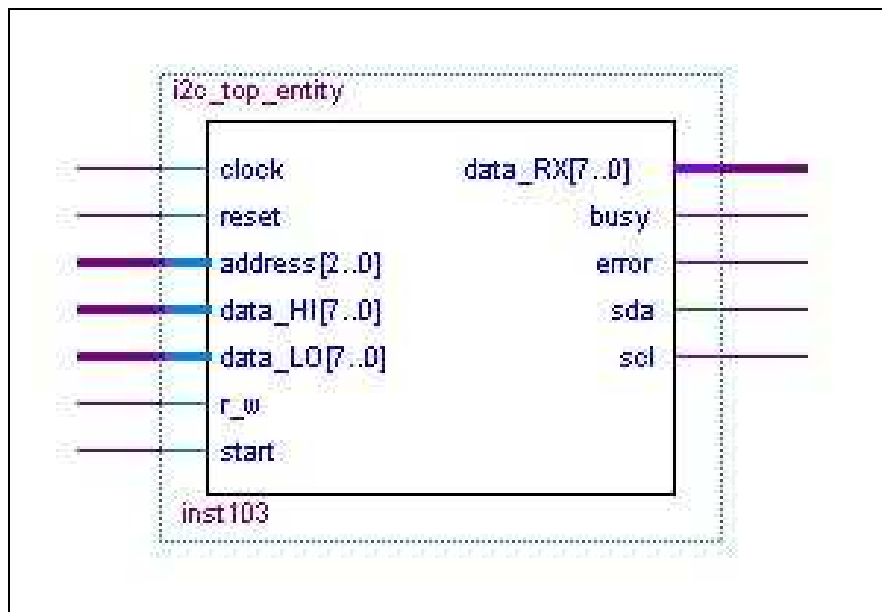 i2c_top_entity
clock
data_RX[7..0]
reset
busy
address[2..0]
error
data_HI[7..0]
sda
data_LO[7..0]
scl
r_w
start
inst103